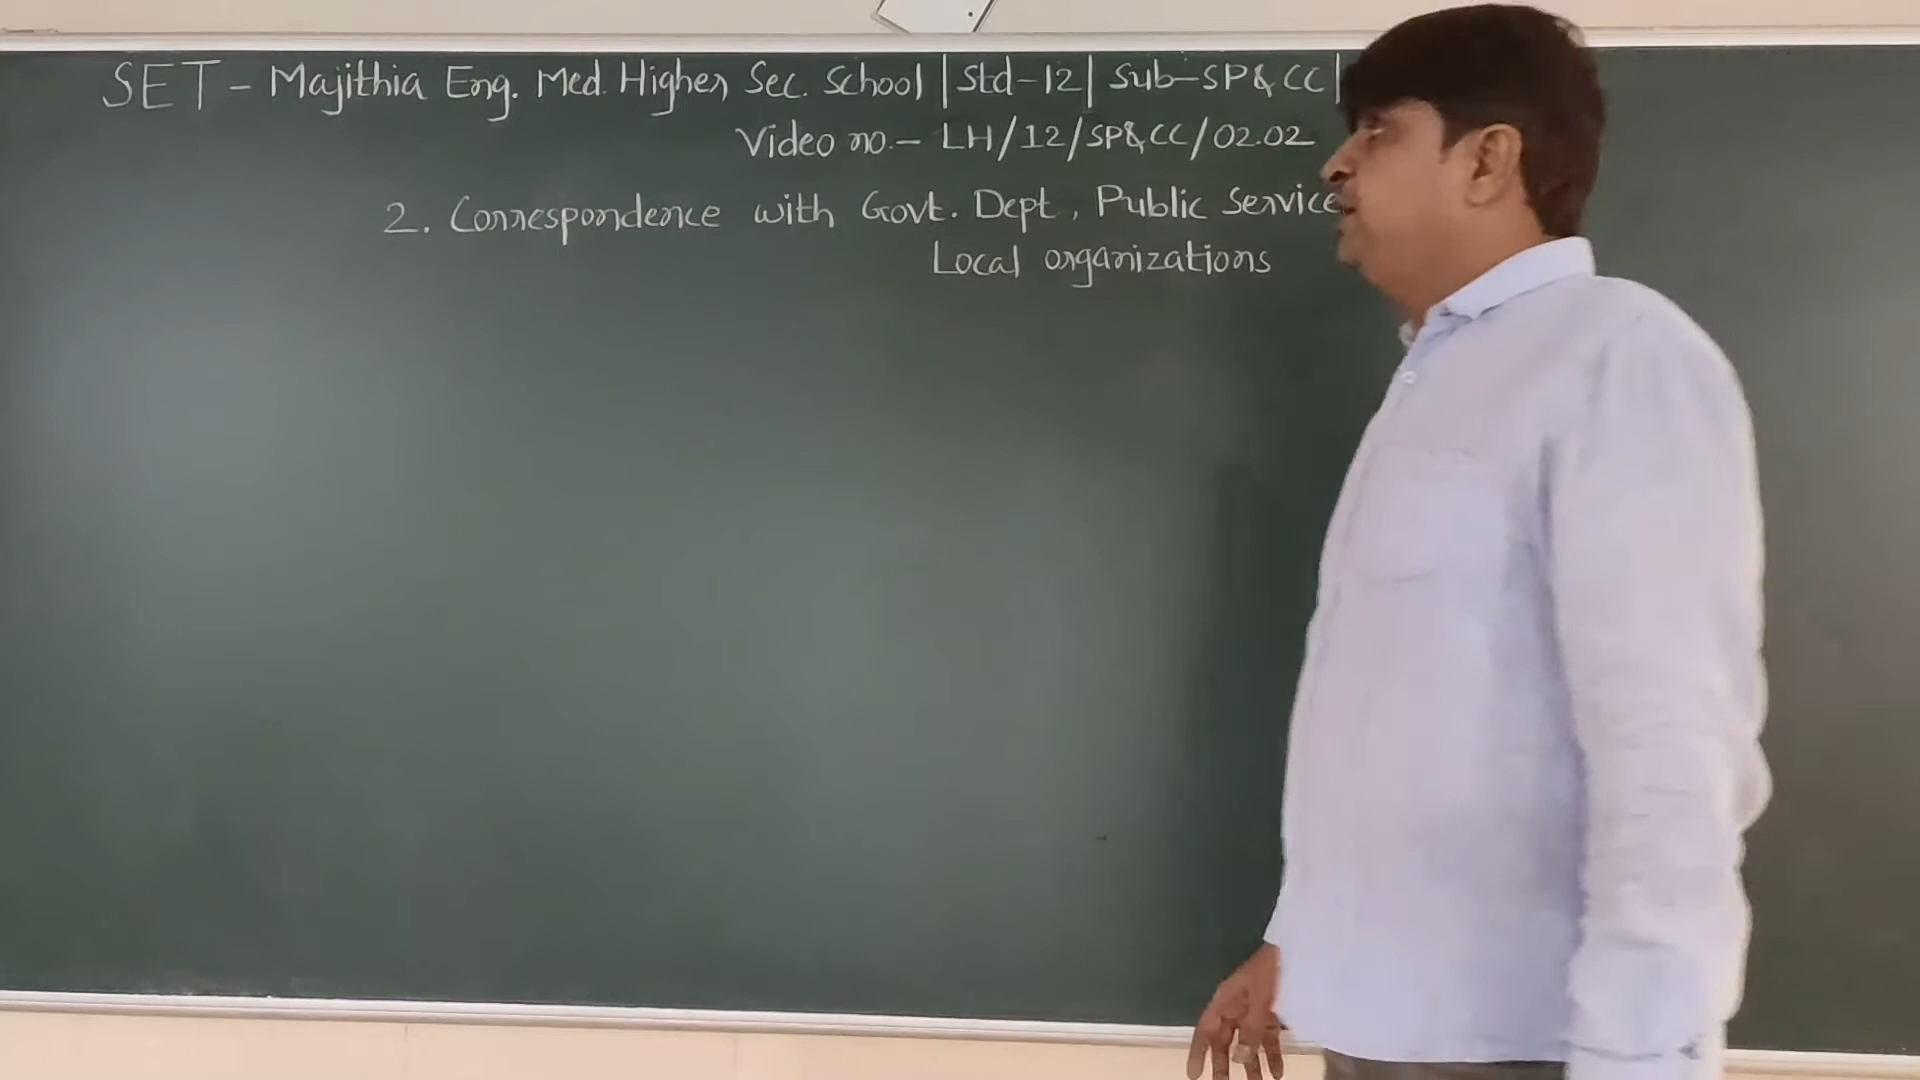 SET - Majithia Eng. Med. Higher Sec. School | Std-12 | Sub-SP& CC |
Video no.- LH/12/SP&CC/02.02
2. Correspondence with Govt. Dept, Public Service
Local organizations